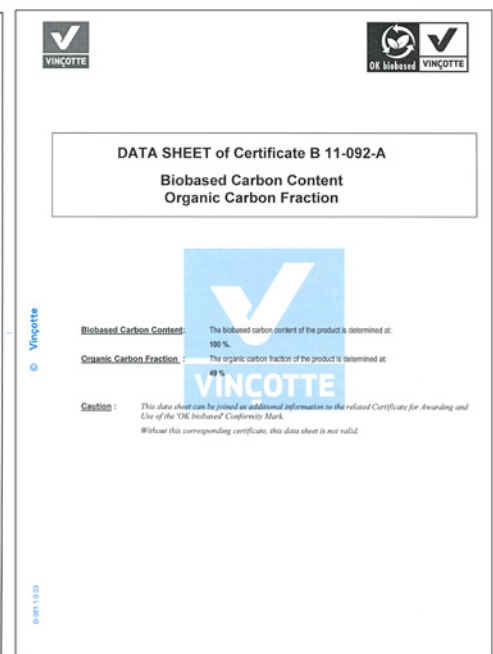 VINÇOTTE
OK biobased VINÇOTTE
DATA SHEET of Certificate B 11-092-A
Biobased Carbon Content
Organic Carbon Fraction
VINÇOTTE
Biobased Carbon Content: The biobased carbon content of the product is determined at:
100 %.
Organic Carbon Fraction : The organic carbon fraction of the product is determined at:
49 %
Caution : This data sheet can be joined as additional information to the related Certificate for Awarding and
Use of the "OK biobased" Conformity Mark.
Without this corresponding certificate, this data sheet is not valid.
© Vinçotte